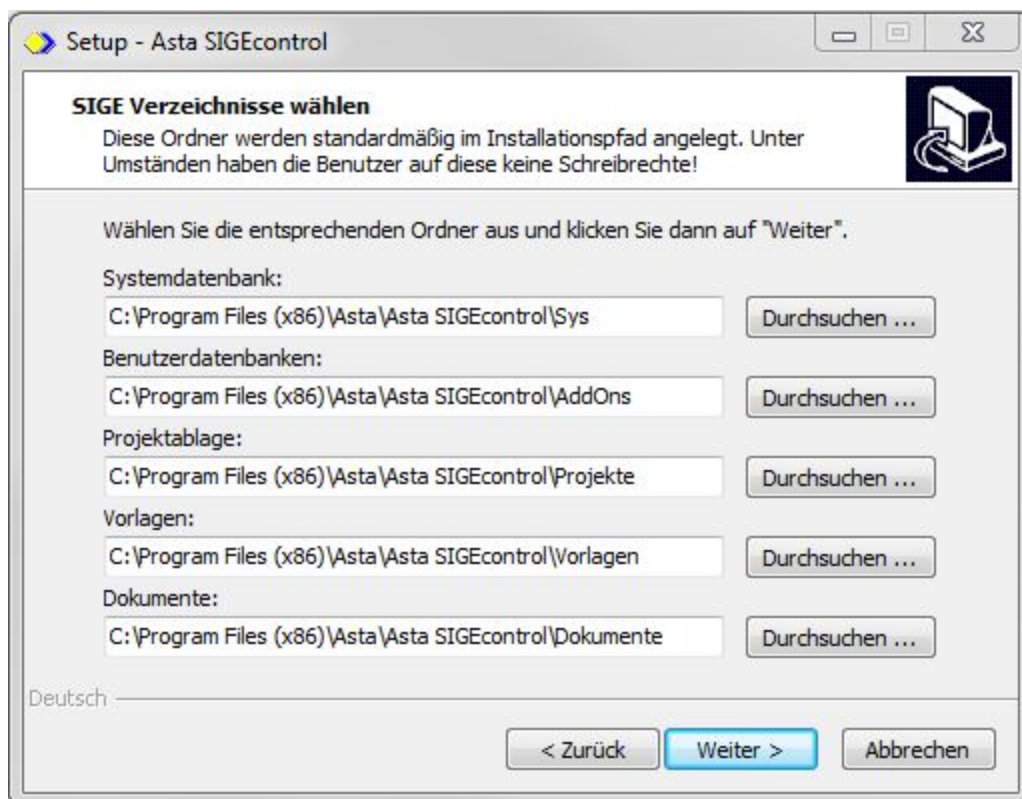 Setup - Asta SIGEcontrol
SIGE Verzeichnisse wählen
Diese Ordner werden standardmäßig im Installationspfad angelegt. Unter
Umständen haben die Benutzer auf diese keine Schreibrechte!
Wählen Sie die entsprechenden Ordner aus und klicken Sie dann auf "Weiter".
Systemdatenbank:
C:\Program Files (x86)\Asta\Asta SIGEcontrol\Sys
Durchsuchen ...
Benutzerdatenbanken:
C:\Program Files (x86)\Asta\Asta SIGEcontrol\AddOns
Durchsuchen ...
Projektablage:
C:\Program Files (x86)\Asta\Asta SIGEcontrol\Projekte
Durchsuchen ...
Vorlagen:
C:\Program Files (x86)\Asta\Asta SIGEcontrol\Vorlagen
Durchsuchen ...
Dokumente:
C:\Program Files (x86)\Asta\Asta SIGEcontrol\Dokumente
Durchsuchen ...
Deutsch
< Zurück
Weiter >
Abbrechen